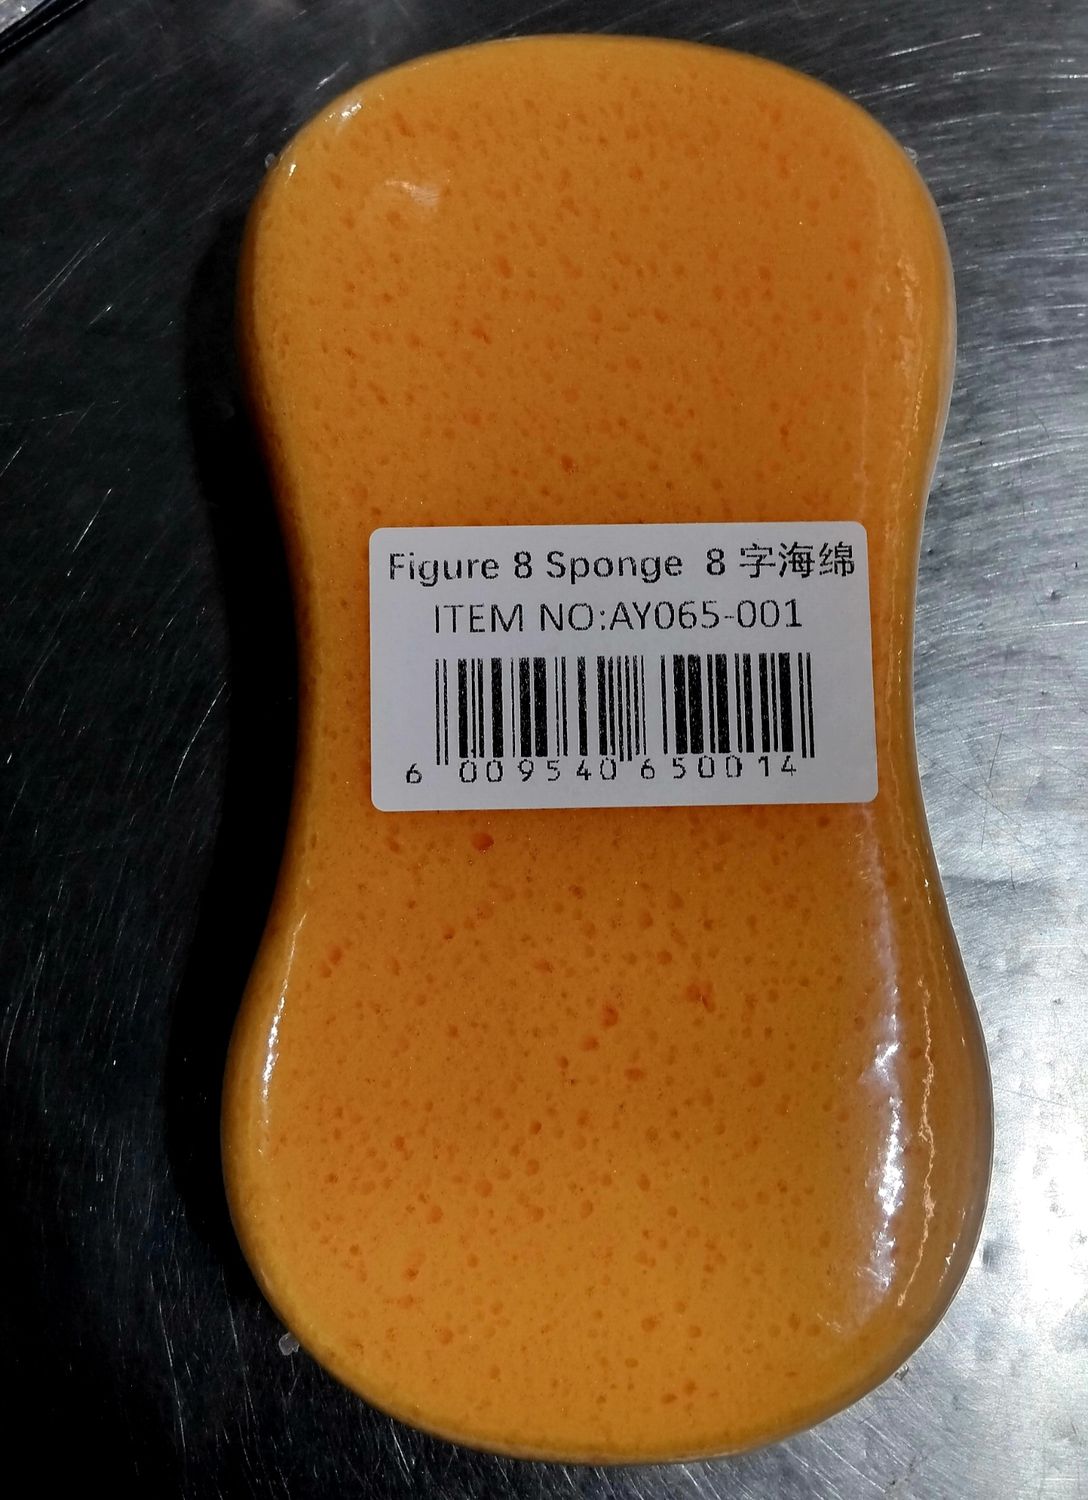 Figure 8 Sponge 8 字海绵
ITEM NO:AY065-001
6 009540 650014